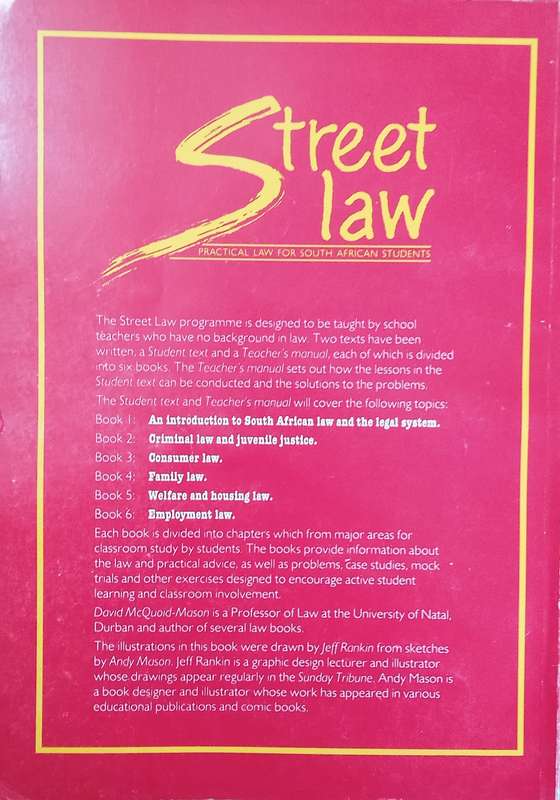 Street
law
PRACTICAL LAW FOR SOUTH AFRICAN STUDENTS
The Street Law programme is designed to be taught by school
teachers who have no background in law. Two texts have been
written, a Student text and a Teacher's manual, each of which is divided
into six books. The Teacher's manual sets out how the lessons in the
Student text can be conducted and the solutions to the problems.
The Student text and Teacher's manual will cover the following topics:
Book 1: An introduction to South African law and the legal system.
Book 2: Criminal law and juvenile justice.
Book 3: Consumer law.
Book 4: Family law.
Book 5: Welfare and housing law.
Book 6: Employment law.
Each book is divided into chapters which from major areas for
classroom study by students. The books provide information about
the law and practical advice, as well as problems, case studies, mock
trials and other exercises designed to encourage active student
learning and classroom involvement.
David McQuoid-Mason is a Professor of Law at the University of Natal,
Durban and author of several law books.
The illustrations in this book were drawn by Jeff Rankin from sketches
by Andy Mason. Jeff Rankin is a graphic design lecturer and illustrator
whose drawings appear regularly in the Sunday Tribune. Andy Mason is
a book designer and illustrator whose work has appeared in various
educational publications and comic books.